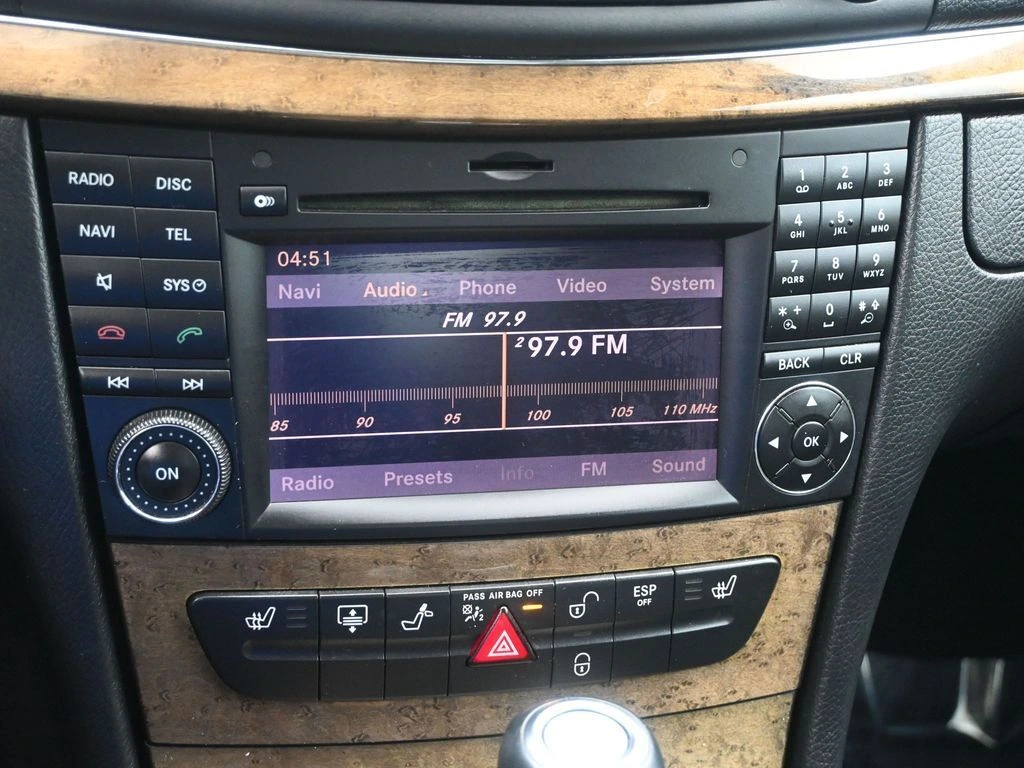 RADIO DISC
NAVI TEL
SYS
ON
04:51
Navi Audio Phone Video System
FM 97.9
2 97.9 FM
85 90 95 100 105 110 MHz
Radio Presets Info FM Sound
1 2 ABC 3 DEF
4 GHI 5 JKL 6 MNO
7 PQRS 8 TUV 9 WXYZ
* + 0 #
BACK CLR
OK
PASS AIR BAG OFF
2
ESP
OFF